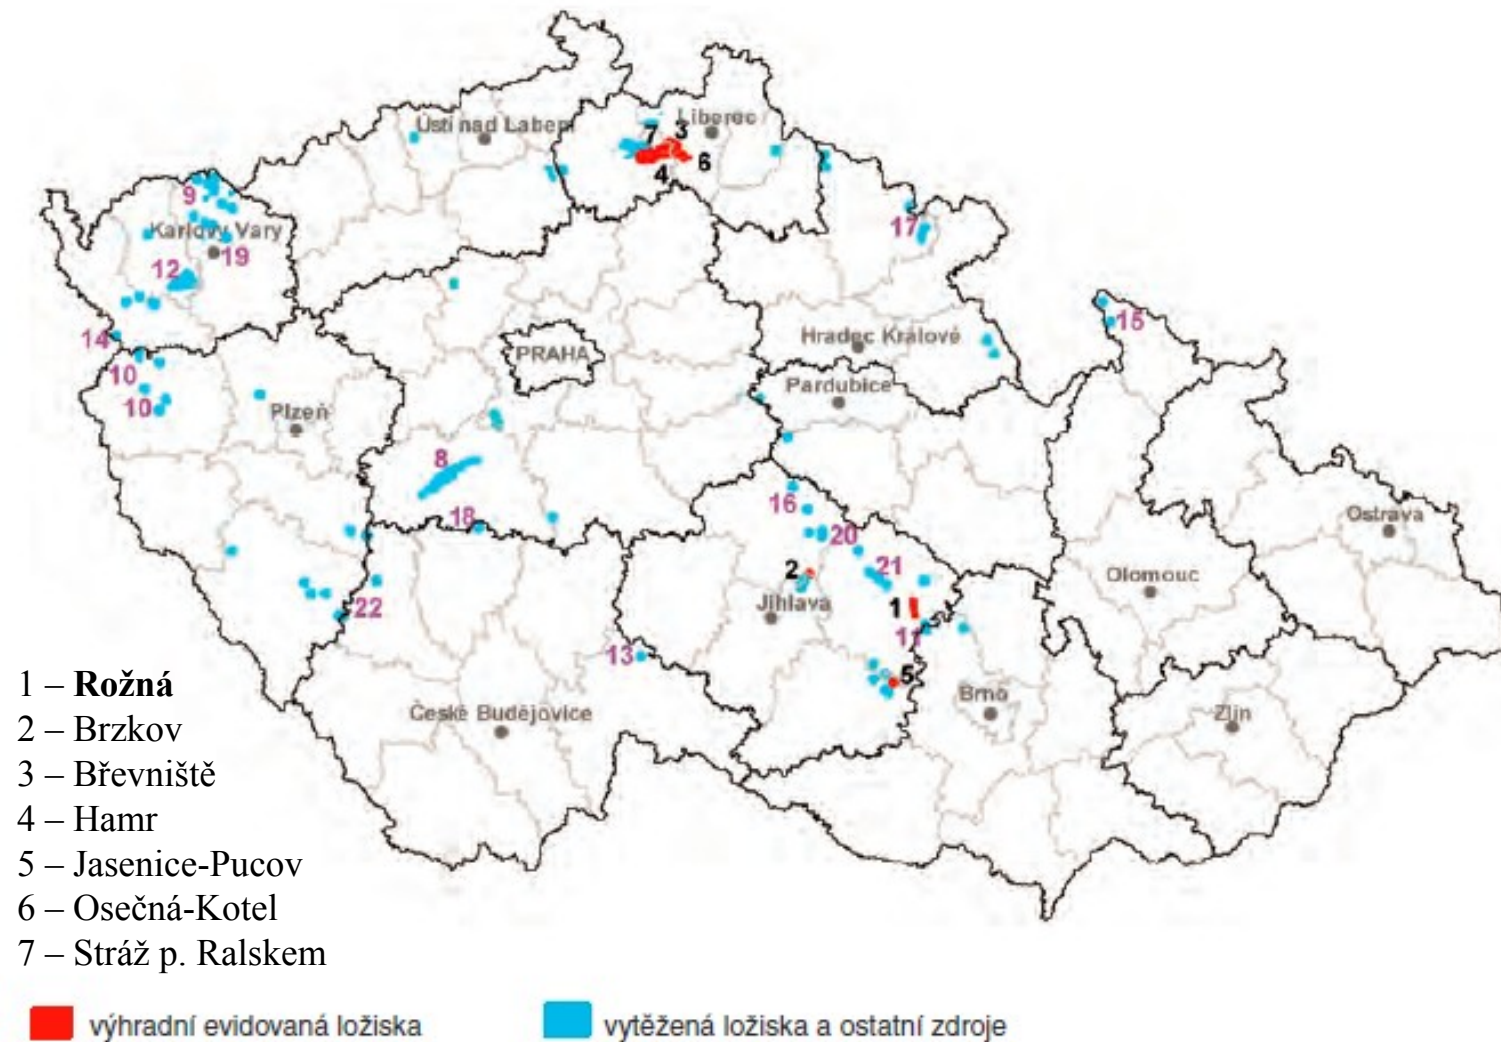 Ústí nad Labem
Liberec
7
3
6
4
9
Karlovy Vary
19
12
17
14
15
Hradec Králové
PRAHA
10
Pardubice
10
Plzeň
8
16
18
20
Ostrava
21
2
Olomouc
Jihlava
22
1
11
13
5
Brno
České Budějovice
Zlín
1 – Rožná
2 – Brzkov
3 – Břevniště
4 – Hamr
5 – Jasenice-Pucov
6 – Osečná-Kotel
7 – Stráž p. Ralskem
výhradní evidovaná ložiska
vytěžená ložiska a ostatní zdroje